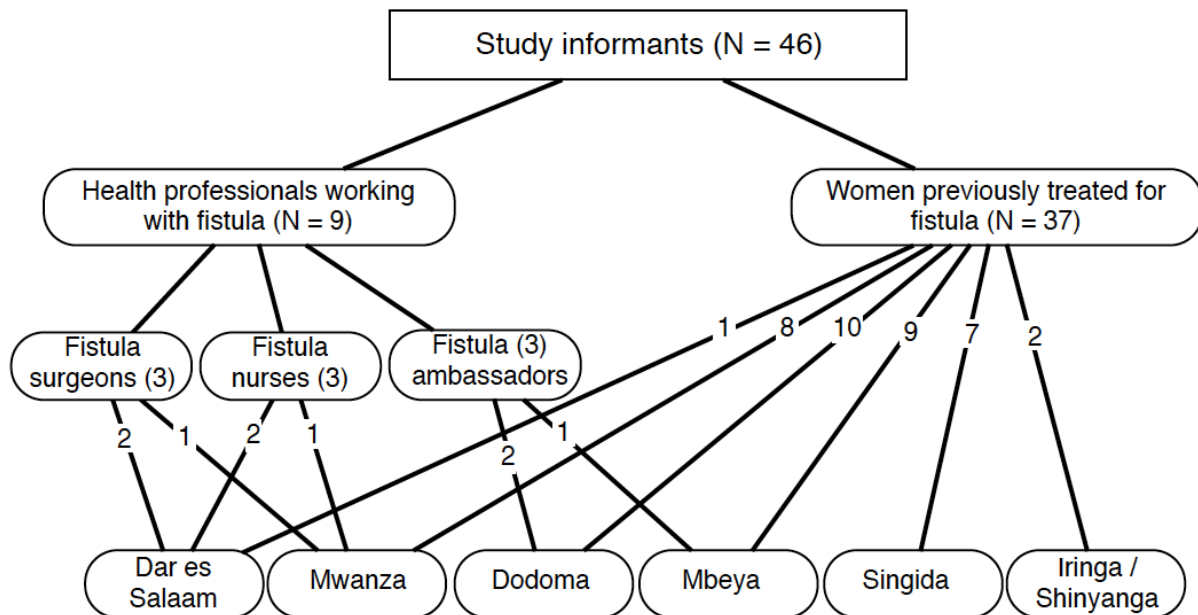 Study informants (N = 46)
Health professionals working
with fistula (N = 9)
Women previously treated for
fistula (N = 37)
Fistula
surgeons (3)
Fistula
nurses (3)
Fistula (3)
ambassadors
1
8
10
9
7
2
2
1
2
1
2
1
Dar es
Salaam
Mwanza
Dodoma
Mbeya
Singida
Iringa /
Shinyanga